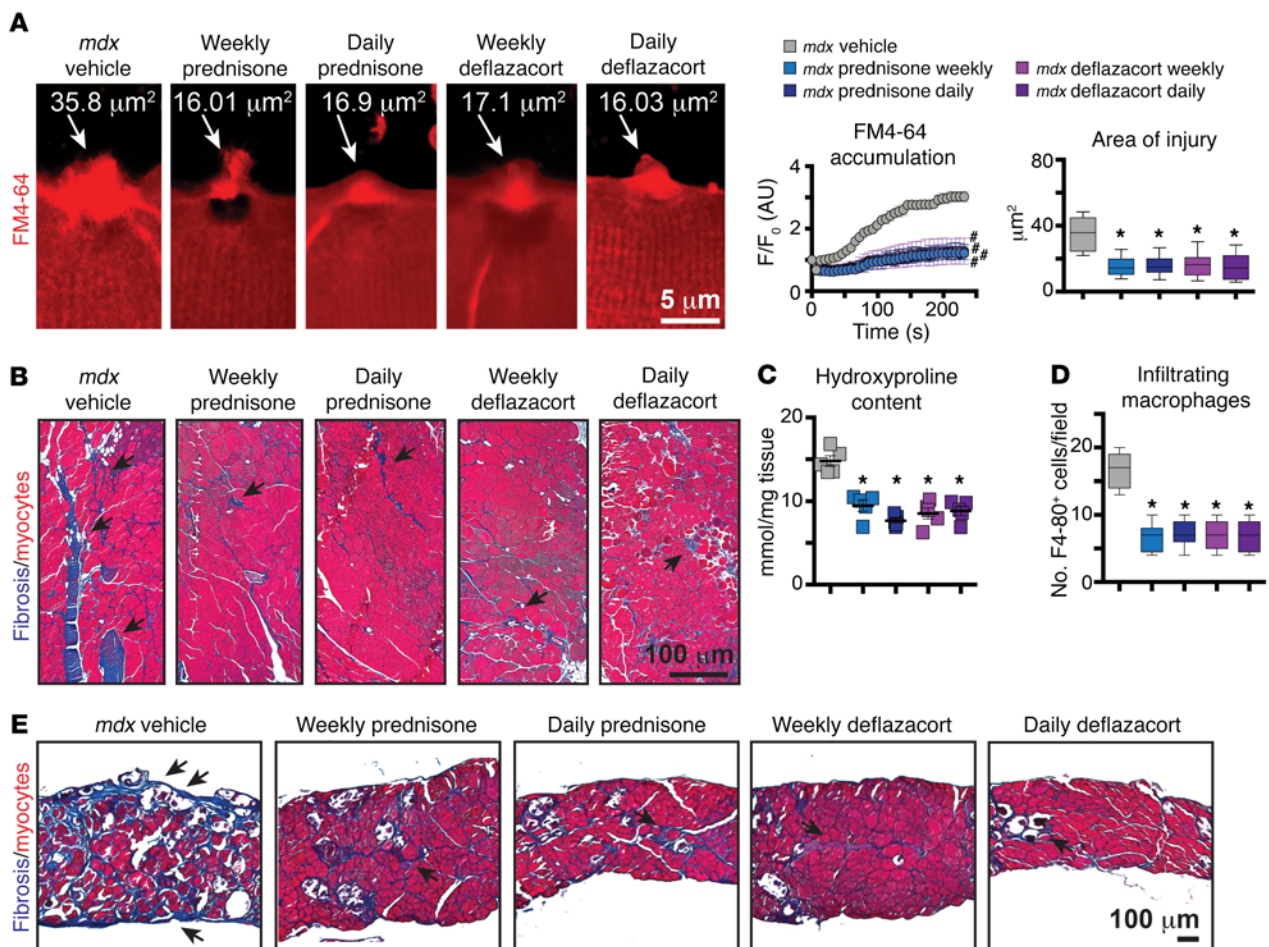 A
mdx
vehicle
Weekly
prednisone
Daily
prednisone
Weekly
deflazacort
Daily
deflazacort
FM4-64
35.8 μm²
16.01 μm²
16.9 μm²
17.1 μm²
16.03 μm²
5 μm
mdx vehicle
mdx prednisone weekly
mdx prednisone daily
mdx deflazacort weekly
mdx deflazacort daily
FM4-64
accumulation
F/F₀ (AU)
4
2
0
0
100
200
Time (s)
#
#
#
#
Area of injury
μm²
80
40
0
*
*
*
*
B
mdx
vehicle
Weekly
prednisone
Daily
prednisone
Weekly
deflazacort
Daily
deflazacort
Fibrosis/myocytes
100 μm
C
Hydroxyproline
content
mmol/mg tissue
20
10
0
*
*
*
*
D
Infiltrating
macrophages
No. F4-80⁺ cells/field
20
10
0
*
*
*
*
E
mdx vehicle
Weekly prednisone
Daily prednisone
Weekly deflazacort
Daily deflazacort
Fibrosis/myocytes
100 μm